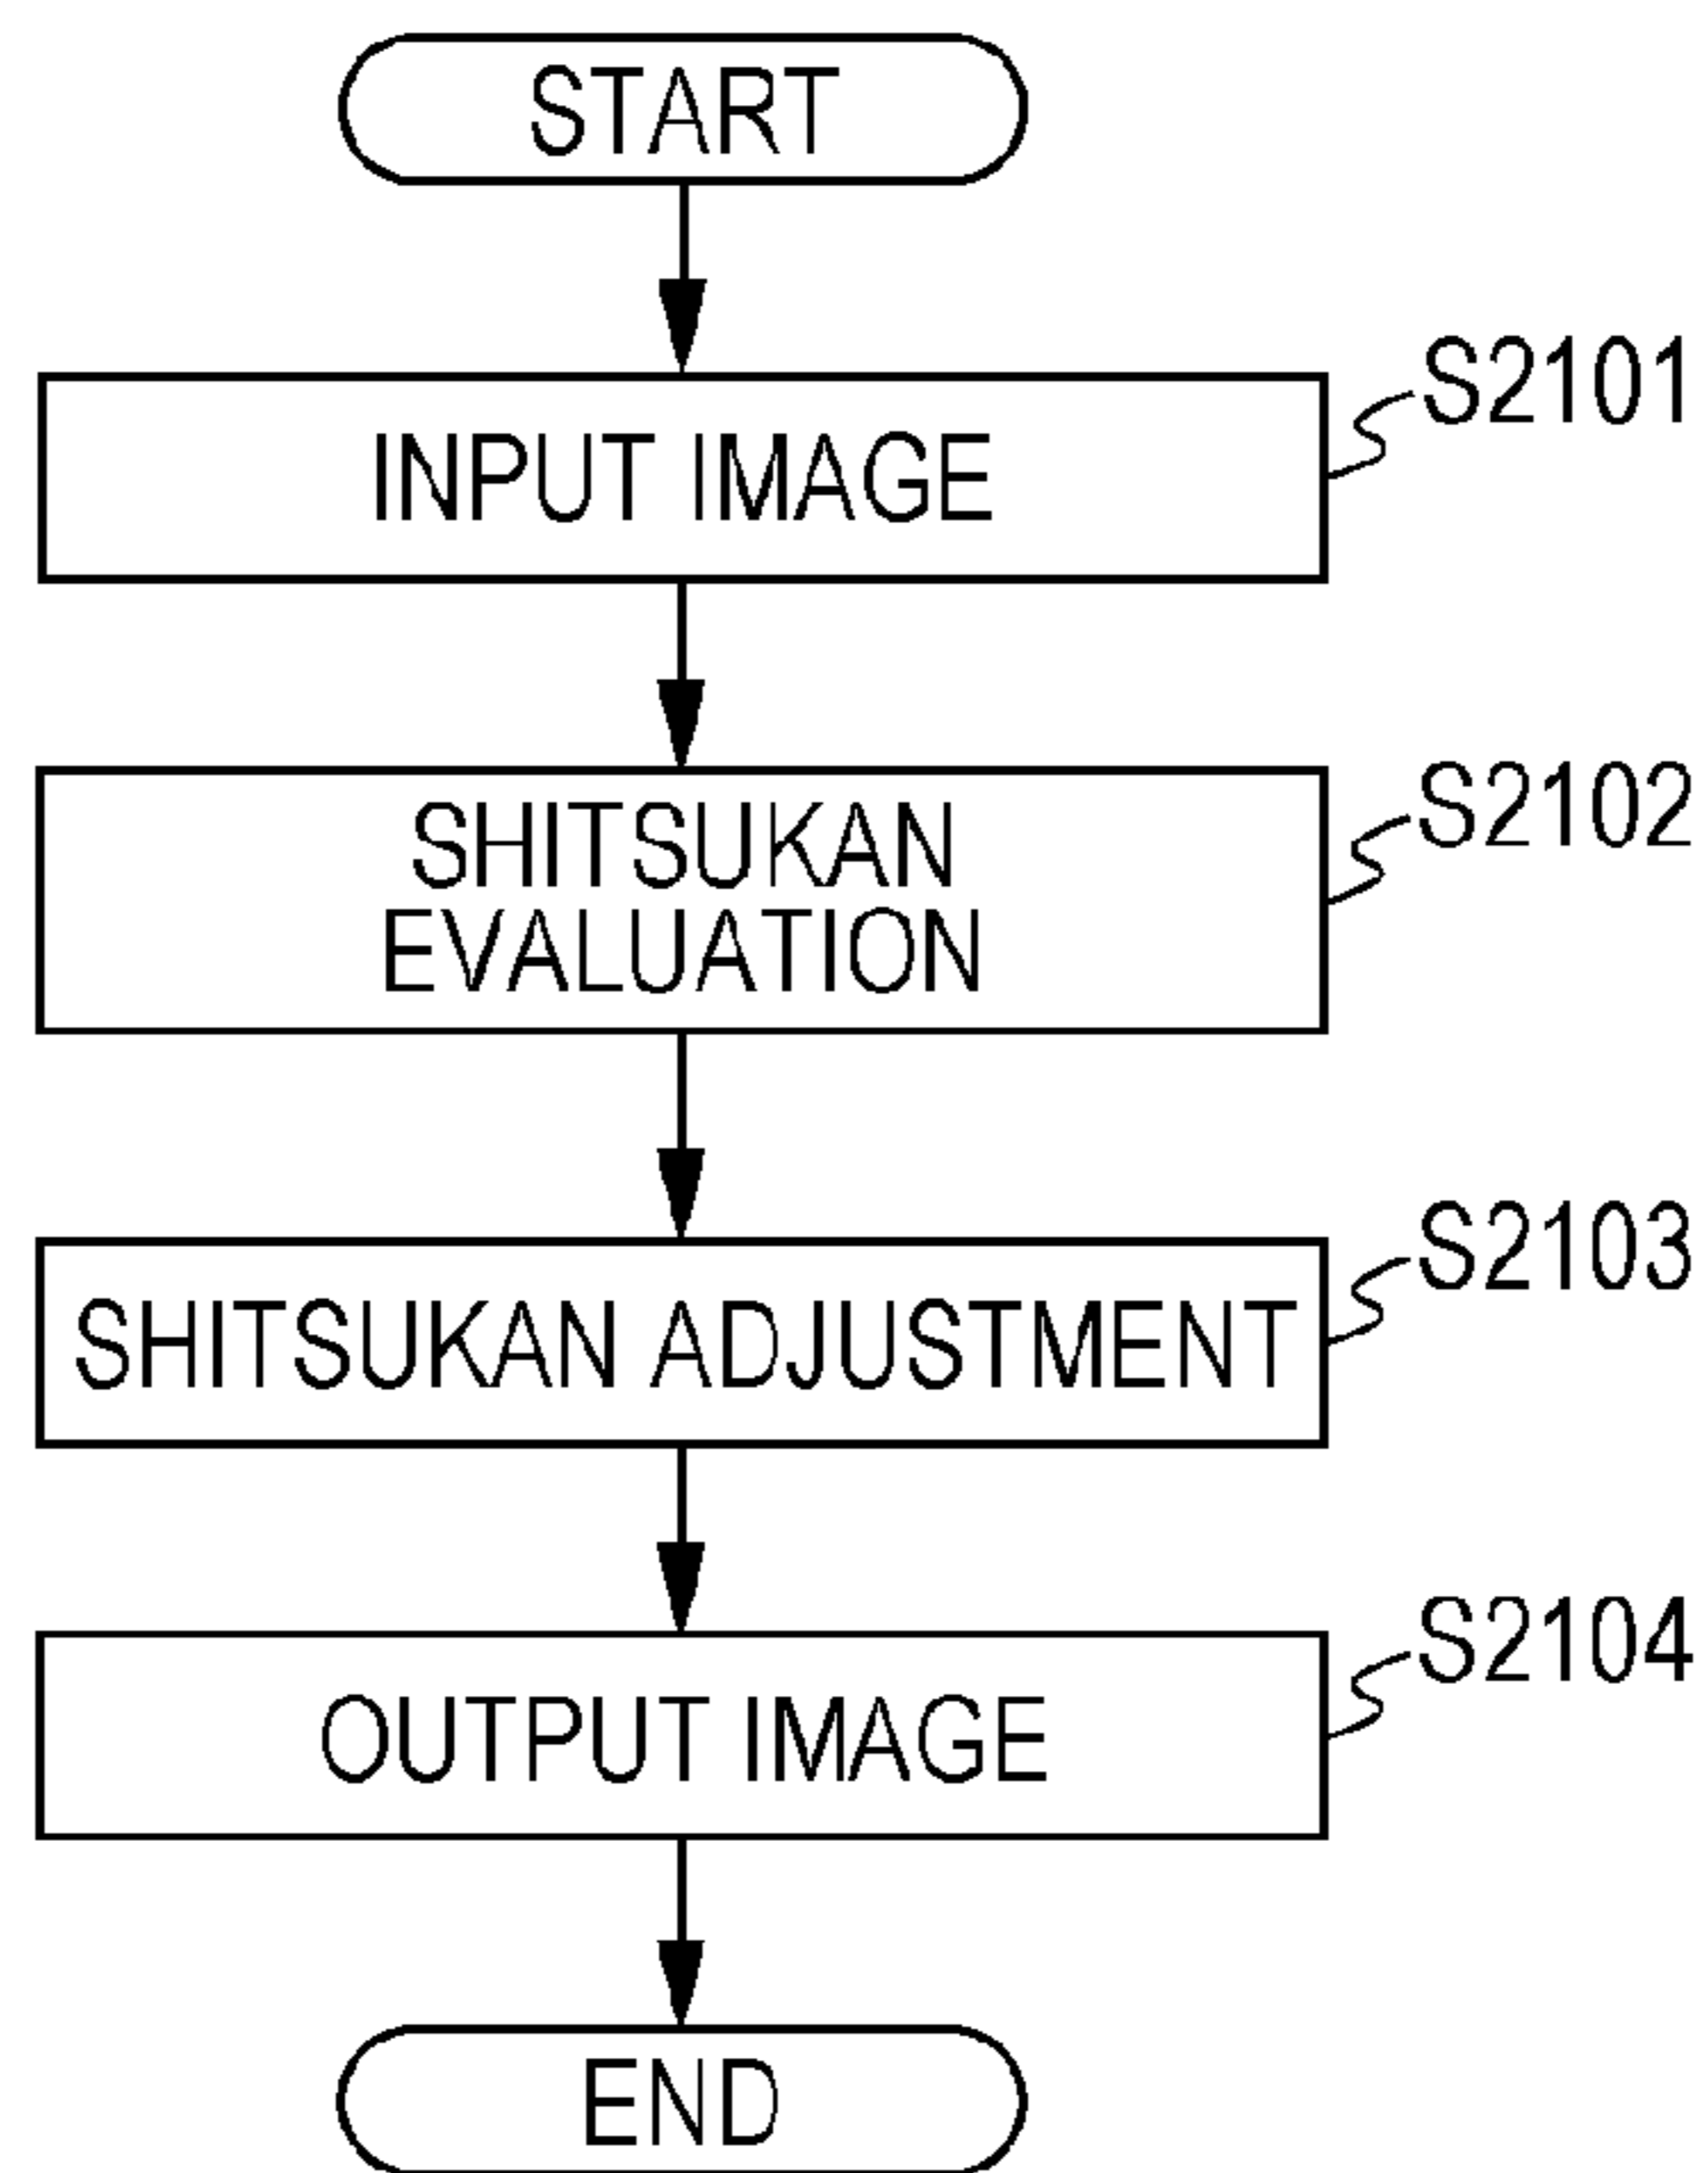 START
S2101
INPUT IMAGE
S2102
SHITSUKAN
EVALUATION
S2103
SHITSUKAN ADJUSTMENT
S2104
OUTPUT IMAGE
END